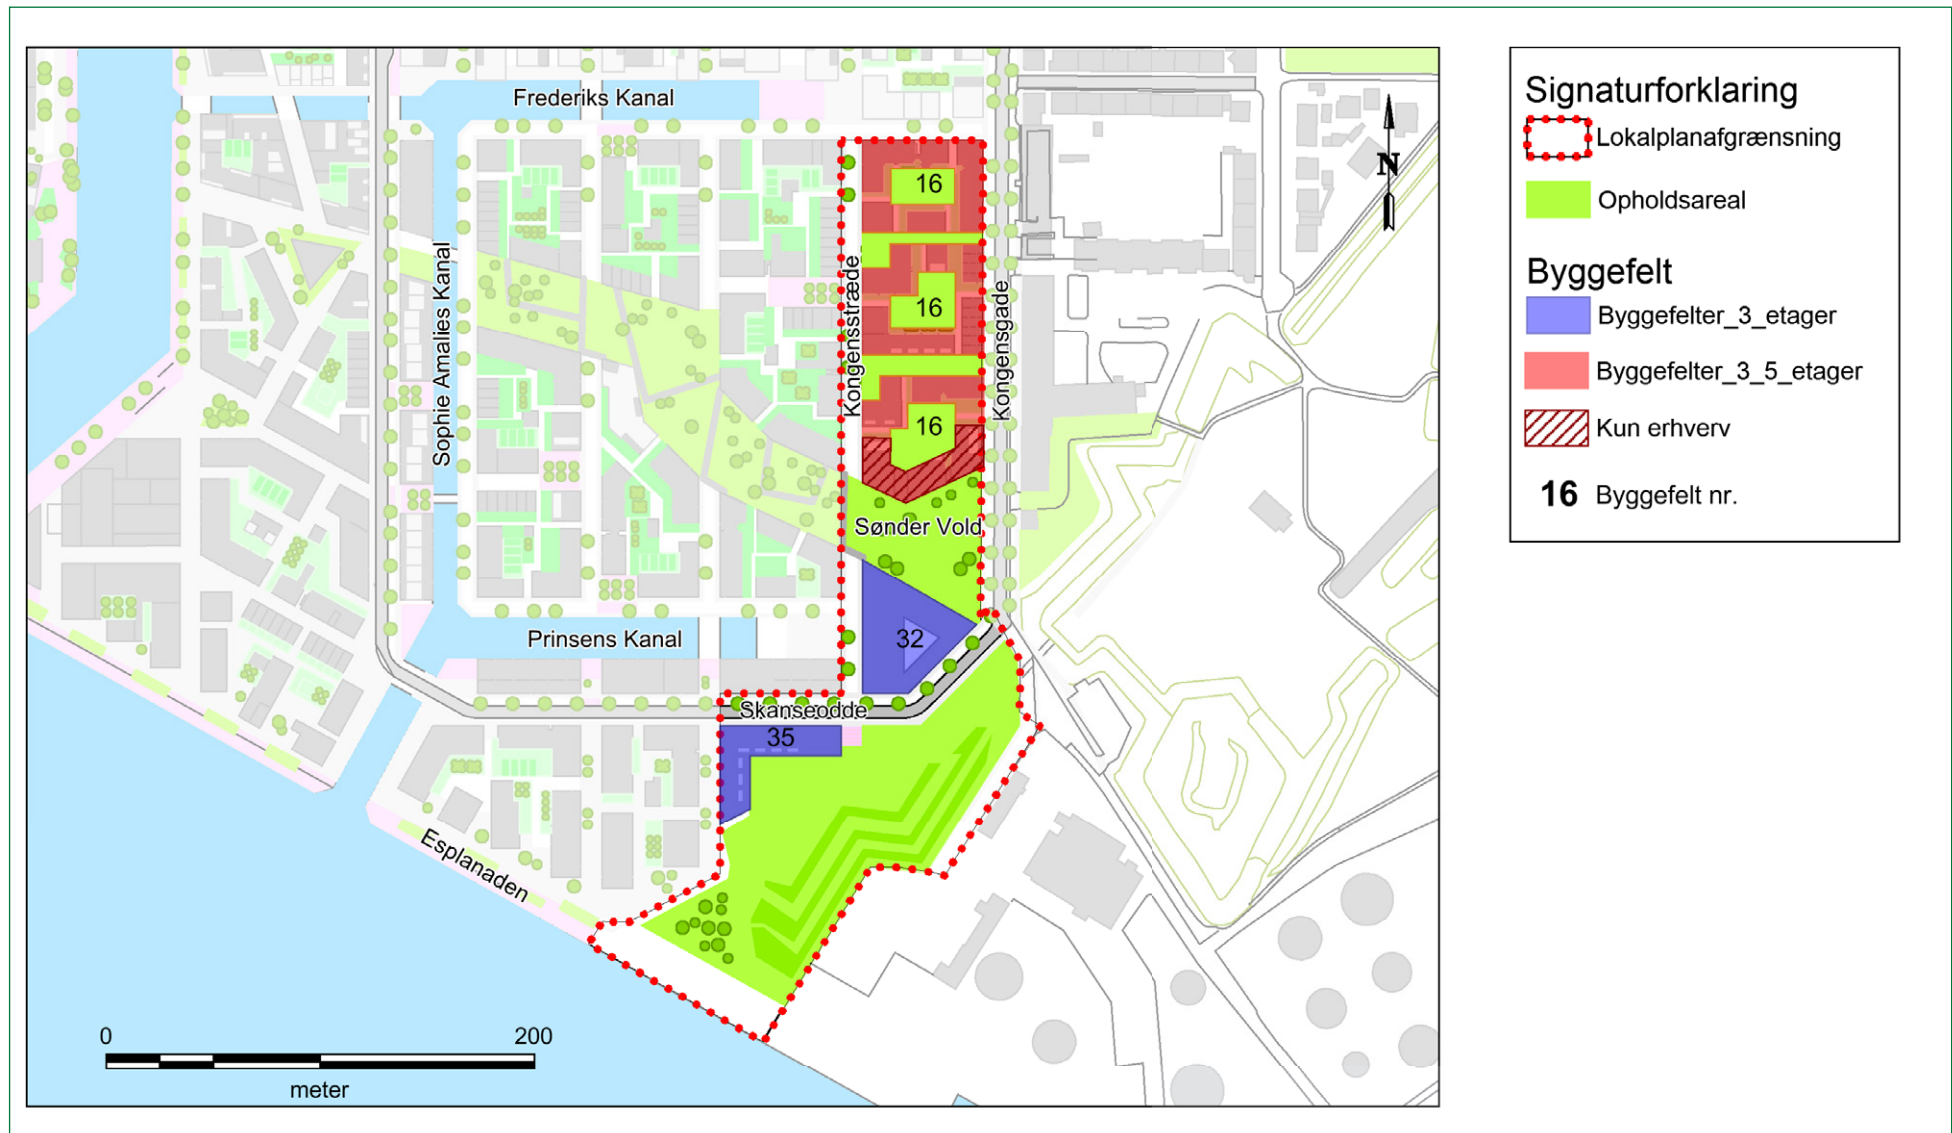 Frederiks Kanal
16
Sophie Amalies Kanal
Kongensstræde
16
Kongensgade
16
Sønder Vold
Prinsens Kanal
32
Skanseodde
35
Esplanaden
0 200
meter
N
Signaturforklaring
Lokalplanafgrænsning
Opholdsareal
Byggefelt
Byggefelter_3_etager
Byggefelter_3_5_etager
Kun erhverv
16 Byggefelt nr.